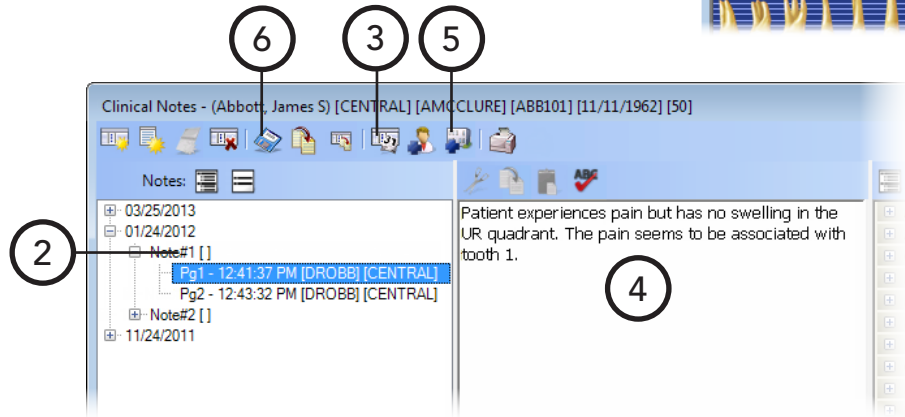 6
3
5
Clinical Notes - (Abbott, James S) [CENTRAL] [AMCCLURE] [ABB101] [11/11/1962] [50]
Notes:
ABC
03/25/2013
01/24/2012
2
Note#1 [ ]
Pg1 - 12:41:37 PM [DROBB] [CENTRAL]
Pg2 - 12:43:32 PM [DROBB] [CENTRAL]
Note#2 [ ]
11/24/2011
Patient experiences pain but has no swelling in the
UR quadrant. The pain seems to be associated with
tooth 1.
4